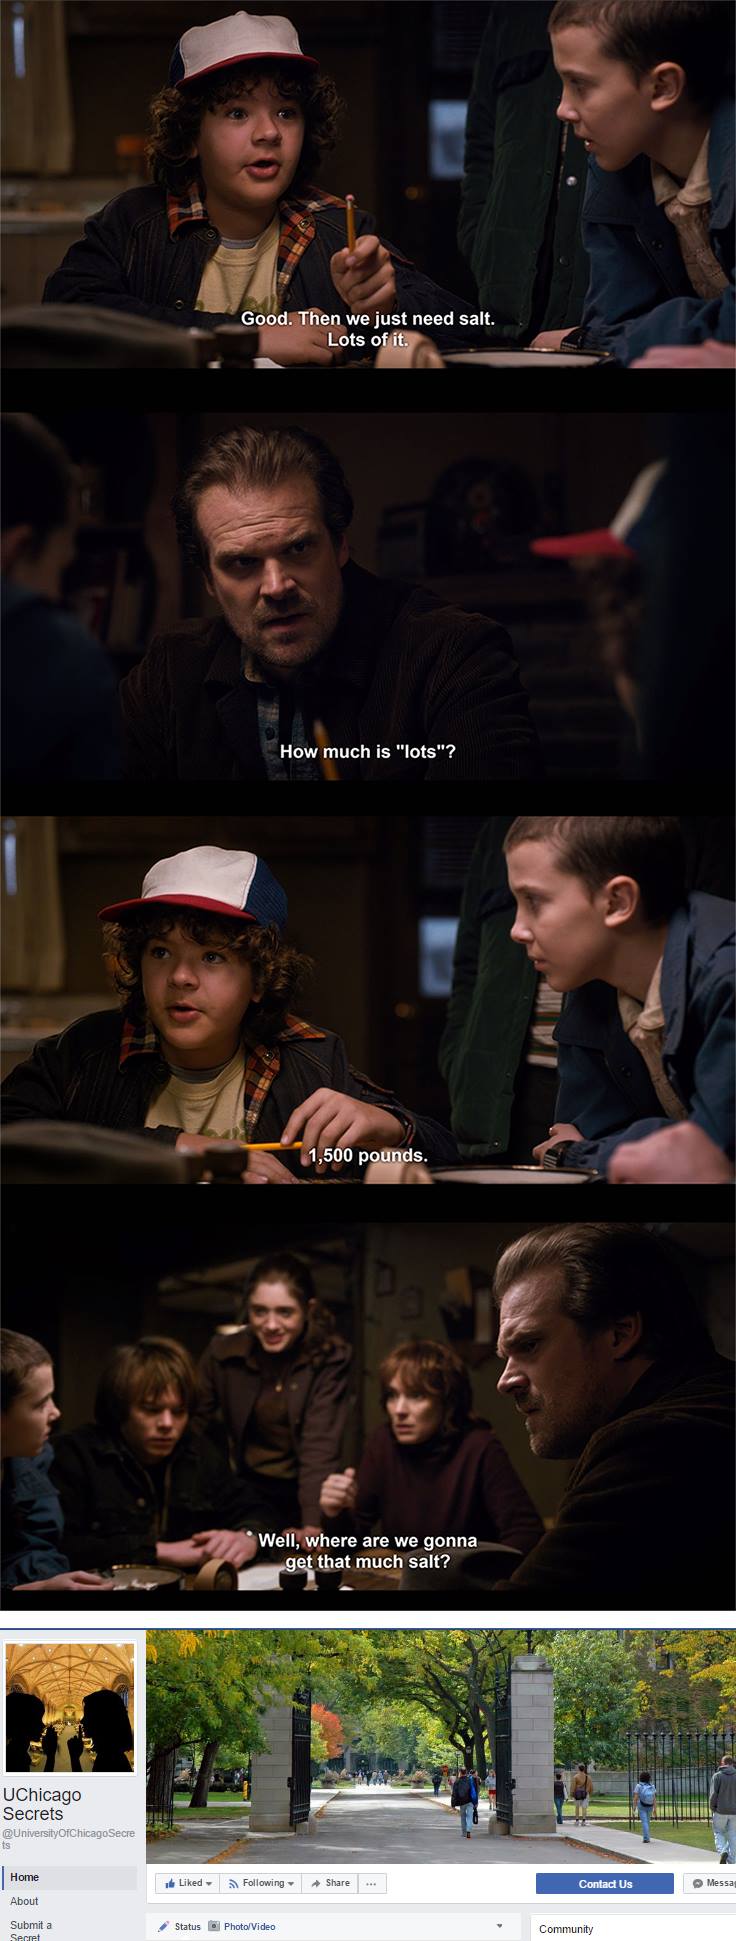 Good. Then we just need salt.
Lots of it.
How much is "lots"?
1,500 pounds.
Well, where are we gonna
get that much salt?
UChicago
Secrets
@UniversityOfChicagoSecre
ts
Home
About
Submit a
Secret
Liked
Following
Share
...
Contact Us
Messag
Status
Photo/Video
Community